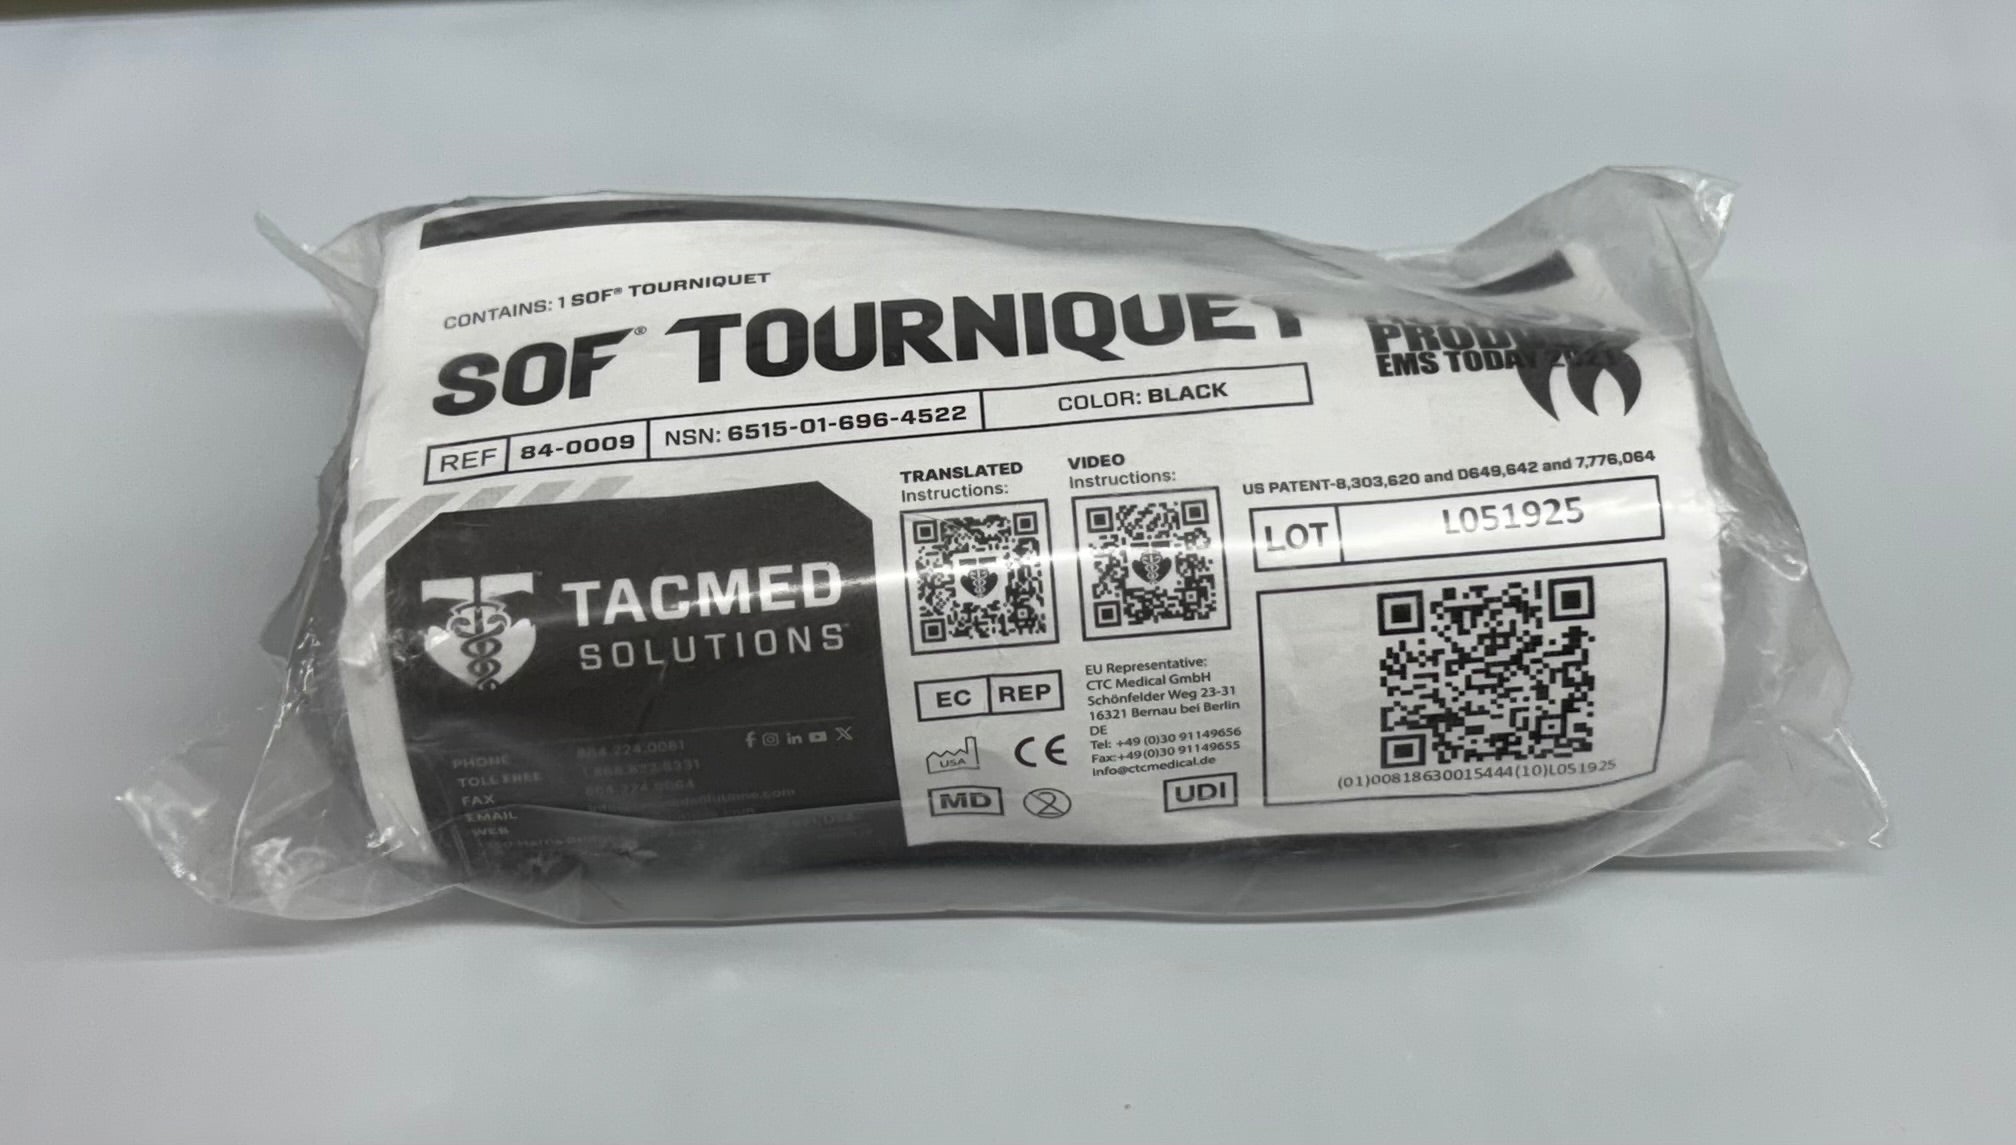 CONTAINS: 1 SOF® TOURNIQUET
SOF® TOURNIQUET
EMS TODAY 2021
REF 84-0009 NSN: 6515-01-696-4522 COLOR: BLACK
TACMED
SOLUTIONS
PHONE
TOLL FREE
FAX
EMAIL
WEB
TRANSLATED
Instructions:
VIDEO
Instructions:
EC REP
USA
CE
MD
2
EU Representative:
CTC Medical GmbH
Schönfelder Weg 23-31
16321 Bernau bei Berlin
DE
Tel: +49 (0)30 91149656
Fax:+49 (0)30 91149655
Info@ctcmedical.de
UDI
US PATENT-8,303,620 and D649,642 and 7,776,064
LOT L051925
(01)00818630015444(10)L051925